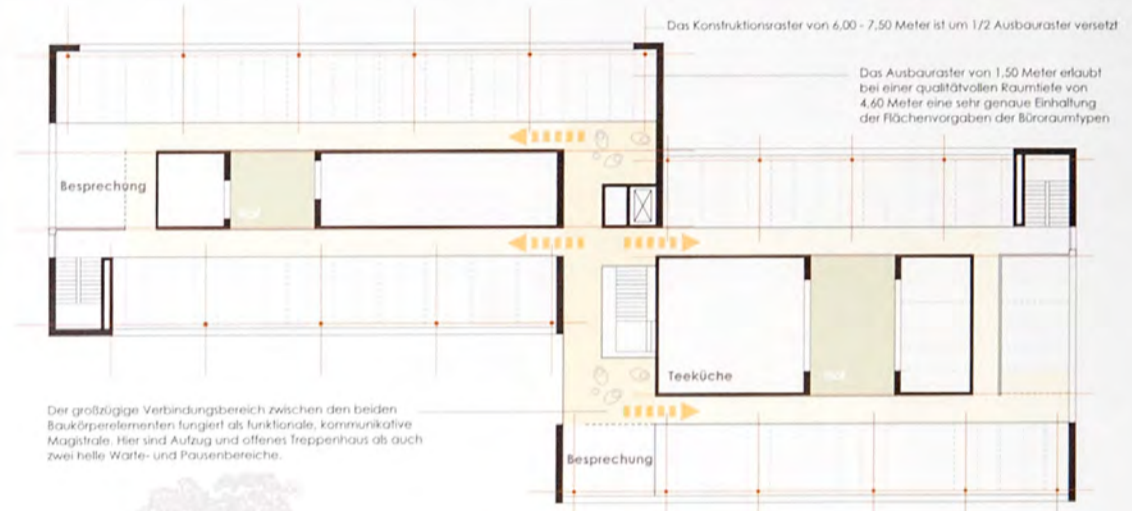 Das Konstruktionsraster von 6,00 - 7,50 Meter ist um 1/2 Ausbauraster versetzt
Das Ausbauraster von 1,50 Meter erlaubt
bei einer qualitätvollen Raumtiefe von
4,60 Meter eine sehr genaue Einhaltung
der Flächenvorgaben der Büroraumtypen
Besprechung
Teeküche
Der großzügige Verbindungsbereich zwischen den beiden
Baukörperelementen fungiert als funktionale, kommunikative
Magistrale. Hier sind Aufzug und offenes Treppenhaus als auch
zwei helle Warte- und Pausenbereiche.
Besprechung